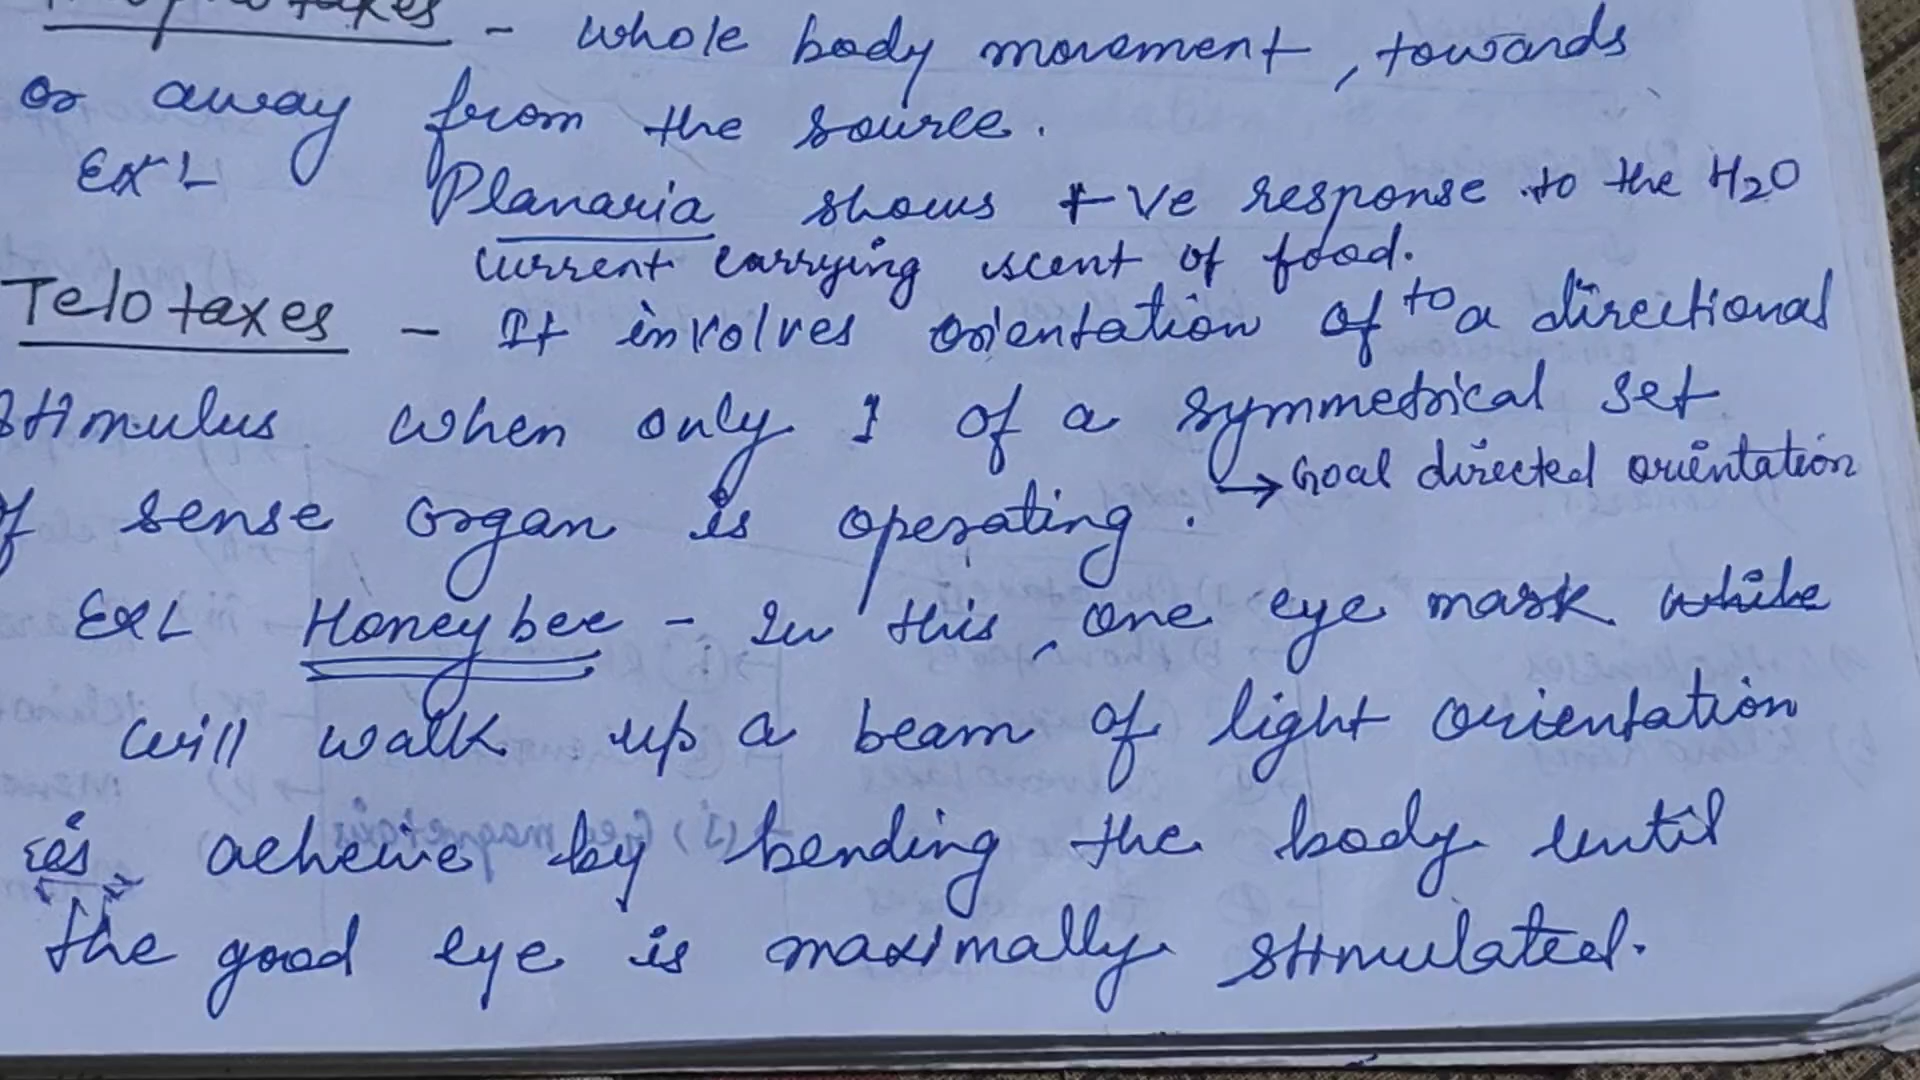 taxes - whole body movement, towards
or away from the source.
Ex:- Planaria shows +ve response to the H2O
current carrying scent of food.
Telotaxes - It involves orientation of to a directional
stimulus when only 1 of a symmetrical set
→ Goal directed orientation
of sense organ is operating.
Ex:- Honeybee - In this, one eye mask while
will walk up a beam of light orientation
is acheive by bending the body until
the good eye is maximally stimulated.